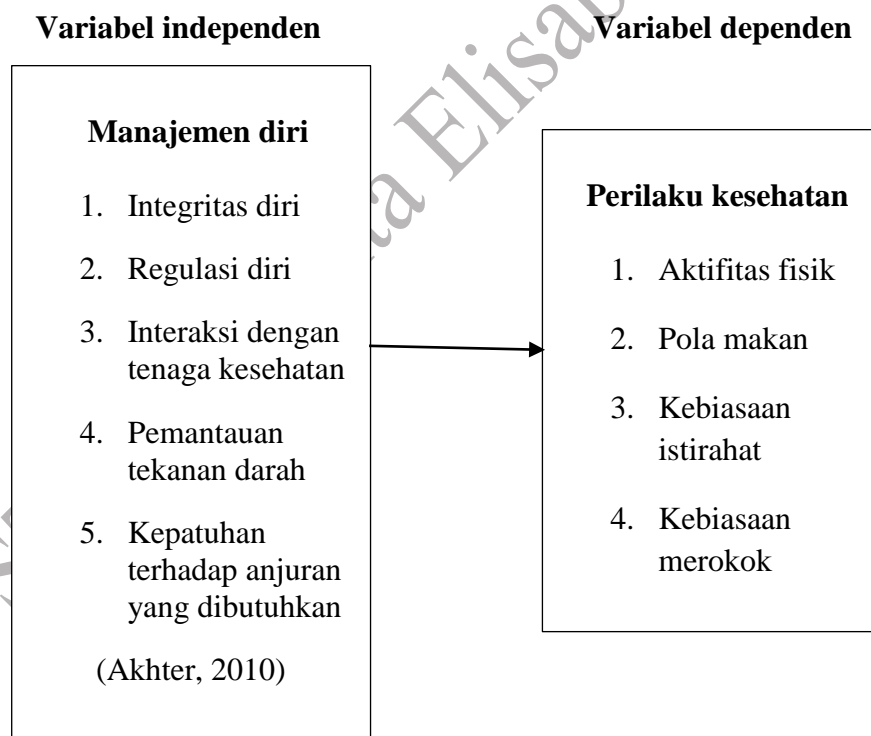 Variabel independen
Variabel dependen
Manajemen diri
1. Integritas diri
2. Regulasi diri
3. Interaksi dengan
tenaga kesehatan
4. Pemantauan
tekanan darah
5. Kepatuhan
terhadap anjuran
yang dibutuhkan
(Akhter, 2010)
Perilaku kesehatan
1. Aktifitas fisik
2. Pola makan
3. Kebiasaan
istirahat
4. Kebiasaan
merokok